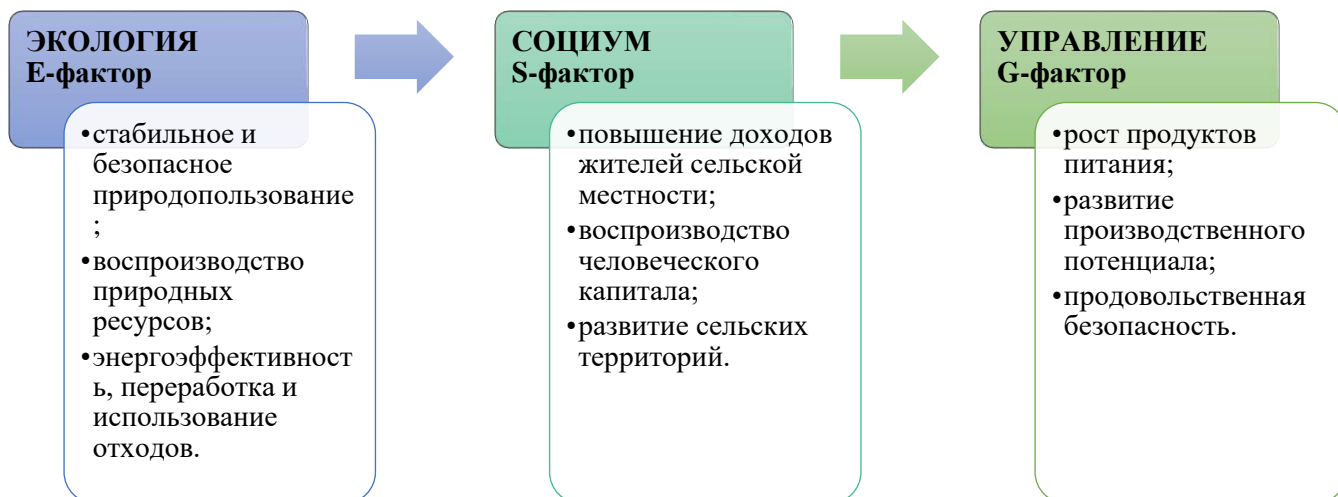 ЭКОЛОГИЯ
E-фактор
•стабильное и
безопасное
природопользование
;
•воспроизводство
природных
ресурсов;
•энергоэффективност
ь, переработка и
использование
отходов.
СОЦИУМ
S-фактор
•повышение доходов
жителей сельской
местности;
•воспроизводство
человеческого
капитала;
•развитие сельских
территорий.
УПРАВЛЕНИЕ
G-фактор
•рост продуктов
питания;
•развитие
производственного
потенциала;
•продовольственная
безопасность.